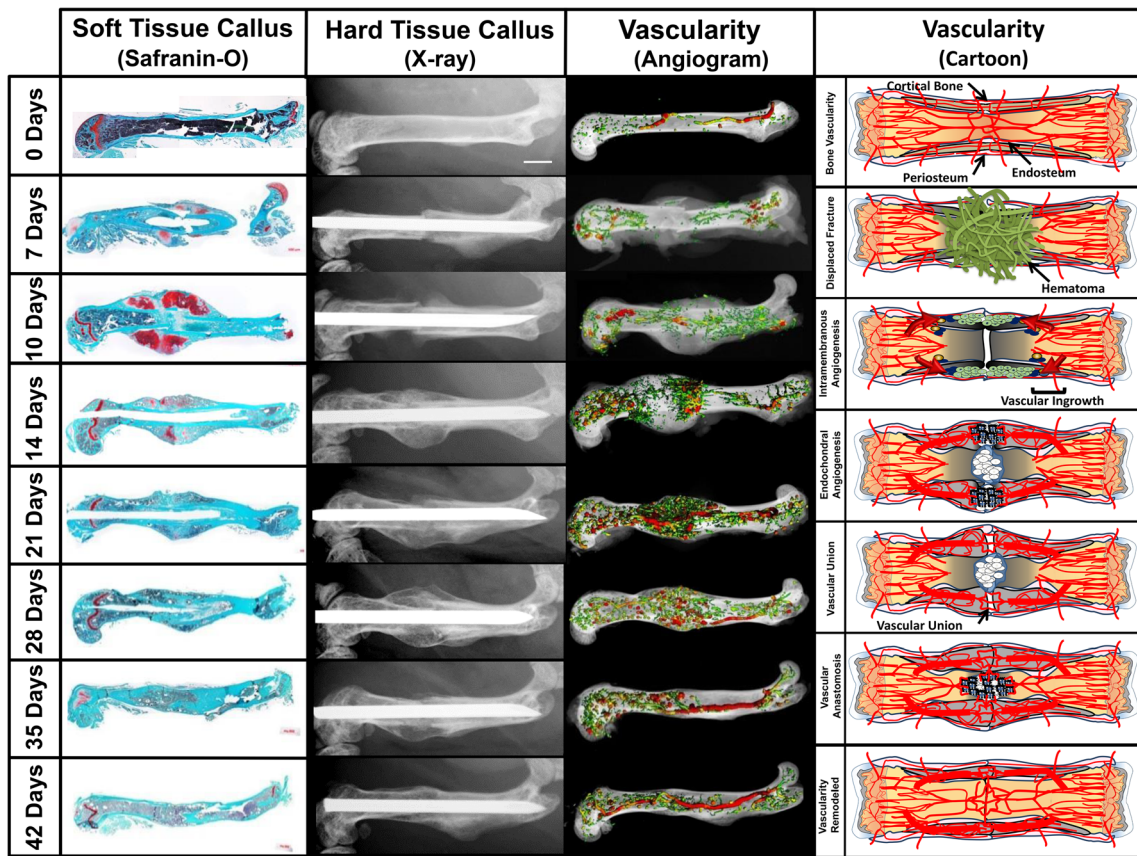 Soft Tissue Callus
(Safranin-O)
Hard Tissue Callus
(X-ray)
Vascularity
(Angiogram)
Vascularity
(Cartoon)
0 Days
Bone Vascularity
Cortical Bone
Periosteum
Endosteum
7 Days
Displaced Fracture
Hematoma
10 Days
Intramembranous
Angiogenesis
Vascular Ingrowth
14 Days
Endochondral
Angiogenesis
21 Days
Vascular Union
Vascular Union
28 Days
Vascular
Anastomosis
35 Days
Vascularity
Remodeled
42 Days